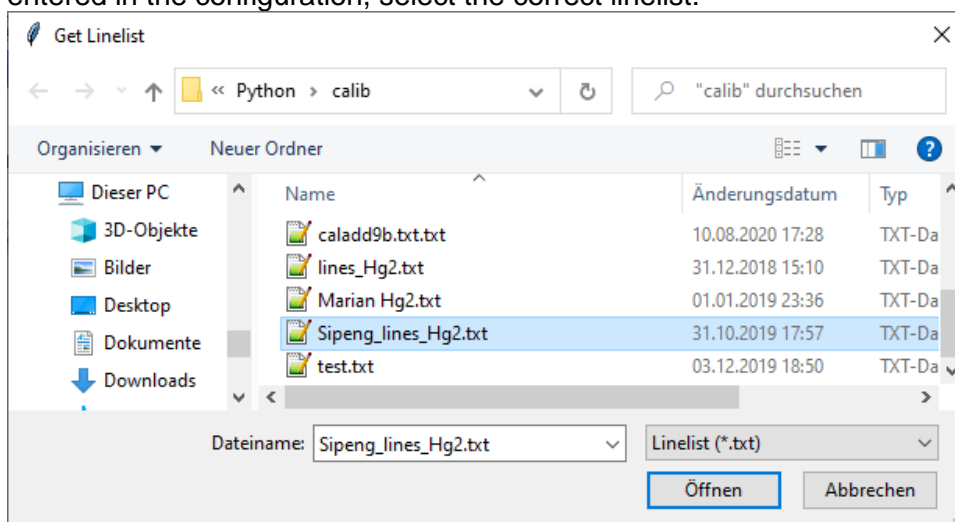 entered in the configuration, select the correct linelist.
Get Linelist
« Python › calib
"calib" durchsuchen
Organisieren
Neuer Ordner
Name
Änderungsdatum
Typ
Dieser PC
3D-Objekte
Bilder
Desktop
Dokumente
Downloads
caladd9b.txt.txt 10.08.2020 17:28 TXT-Da
lines_Hg2.txt 31.12.2018 15:10 TXT-Da
Marian Hg2.txt 01.01.2019 23:36 TXT-Da
Sipeng_lines_Hg2.txt 31.10.2019 17:57 TXT-Da
test.txt 03.12.2019 18:50 TXT-Da
Dateiname: Sipeng_lines_Hg2.txt
Linelist (*.txt)
Öffnen
Abbrechen